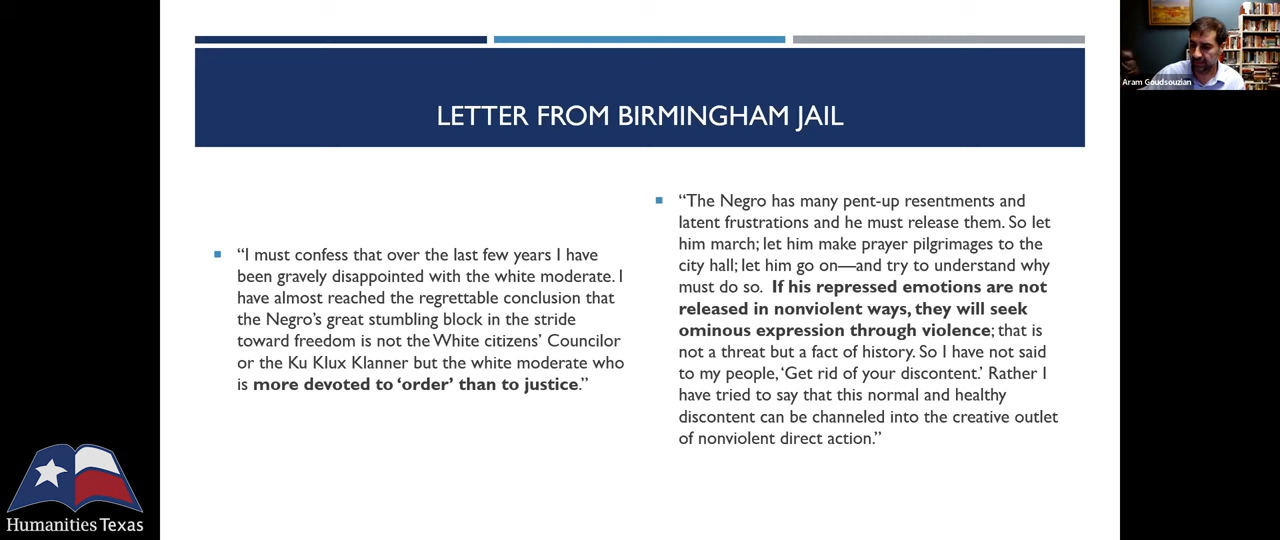 LETTER FROM BIRMINGHAM JAIL
“I must confess that over the last few years I have
been gravely disappointed with the white moderate. I
have almost reached the regrettable conclusion that
the Negro’s great stumbling block in the stride
toward freedom is not the White citizens’ Councilor
or the Ku Klux Klanner but the white moderate who
is more devoted to ‘order’ than to justice.”
“The Negro has many pent-up resentments and
latent frustrations and he must release them. So let
him march; let him make prayer pilgrimages to the
city hall; let him go on—and try to understand why
must do so. If his repressed emotions are not
released in nonviolent ways, they will seek
ominous expression through violence; that is
not a threat but a fact of history. So I have not said
to my people, ‘Get rid of your discontent.’ Rather I
have tried to say that this normal and healthy
discontent can be channeled into the creative outlet
of nonviolent direct action.”
Aram Goudsouzian
Humanities Texas